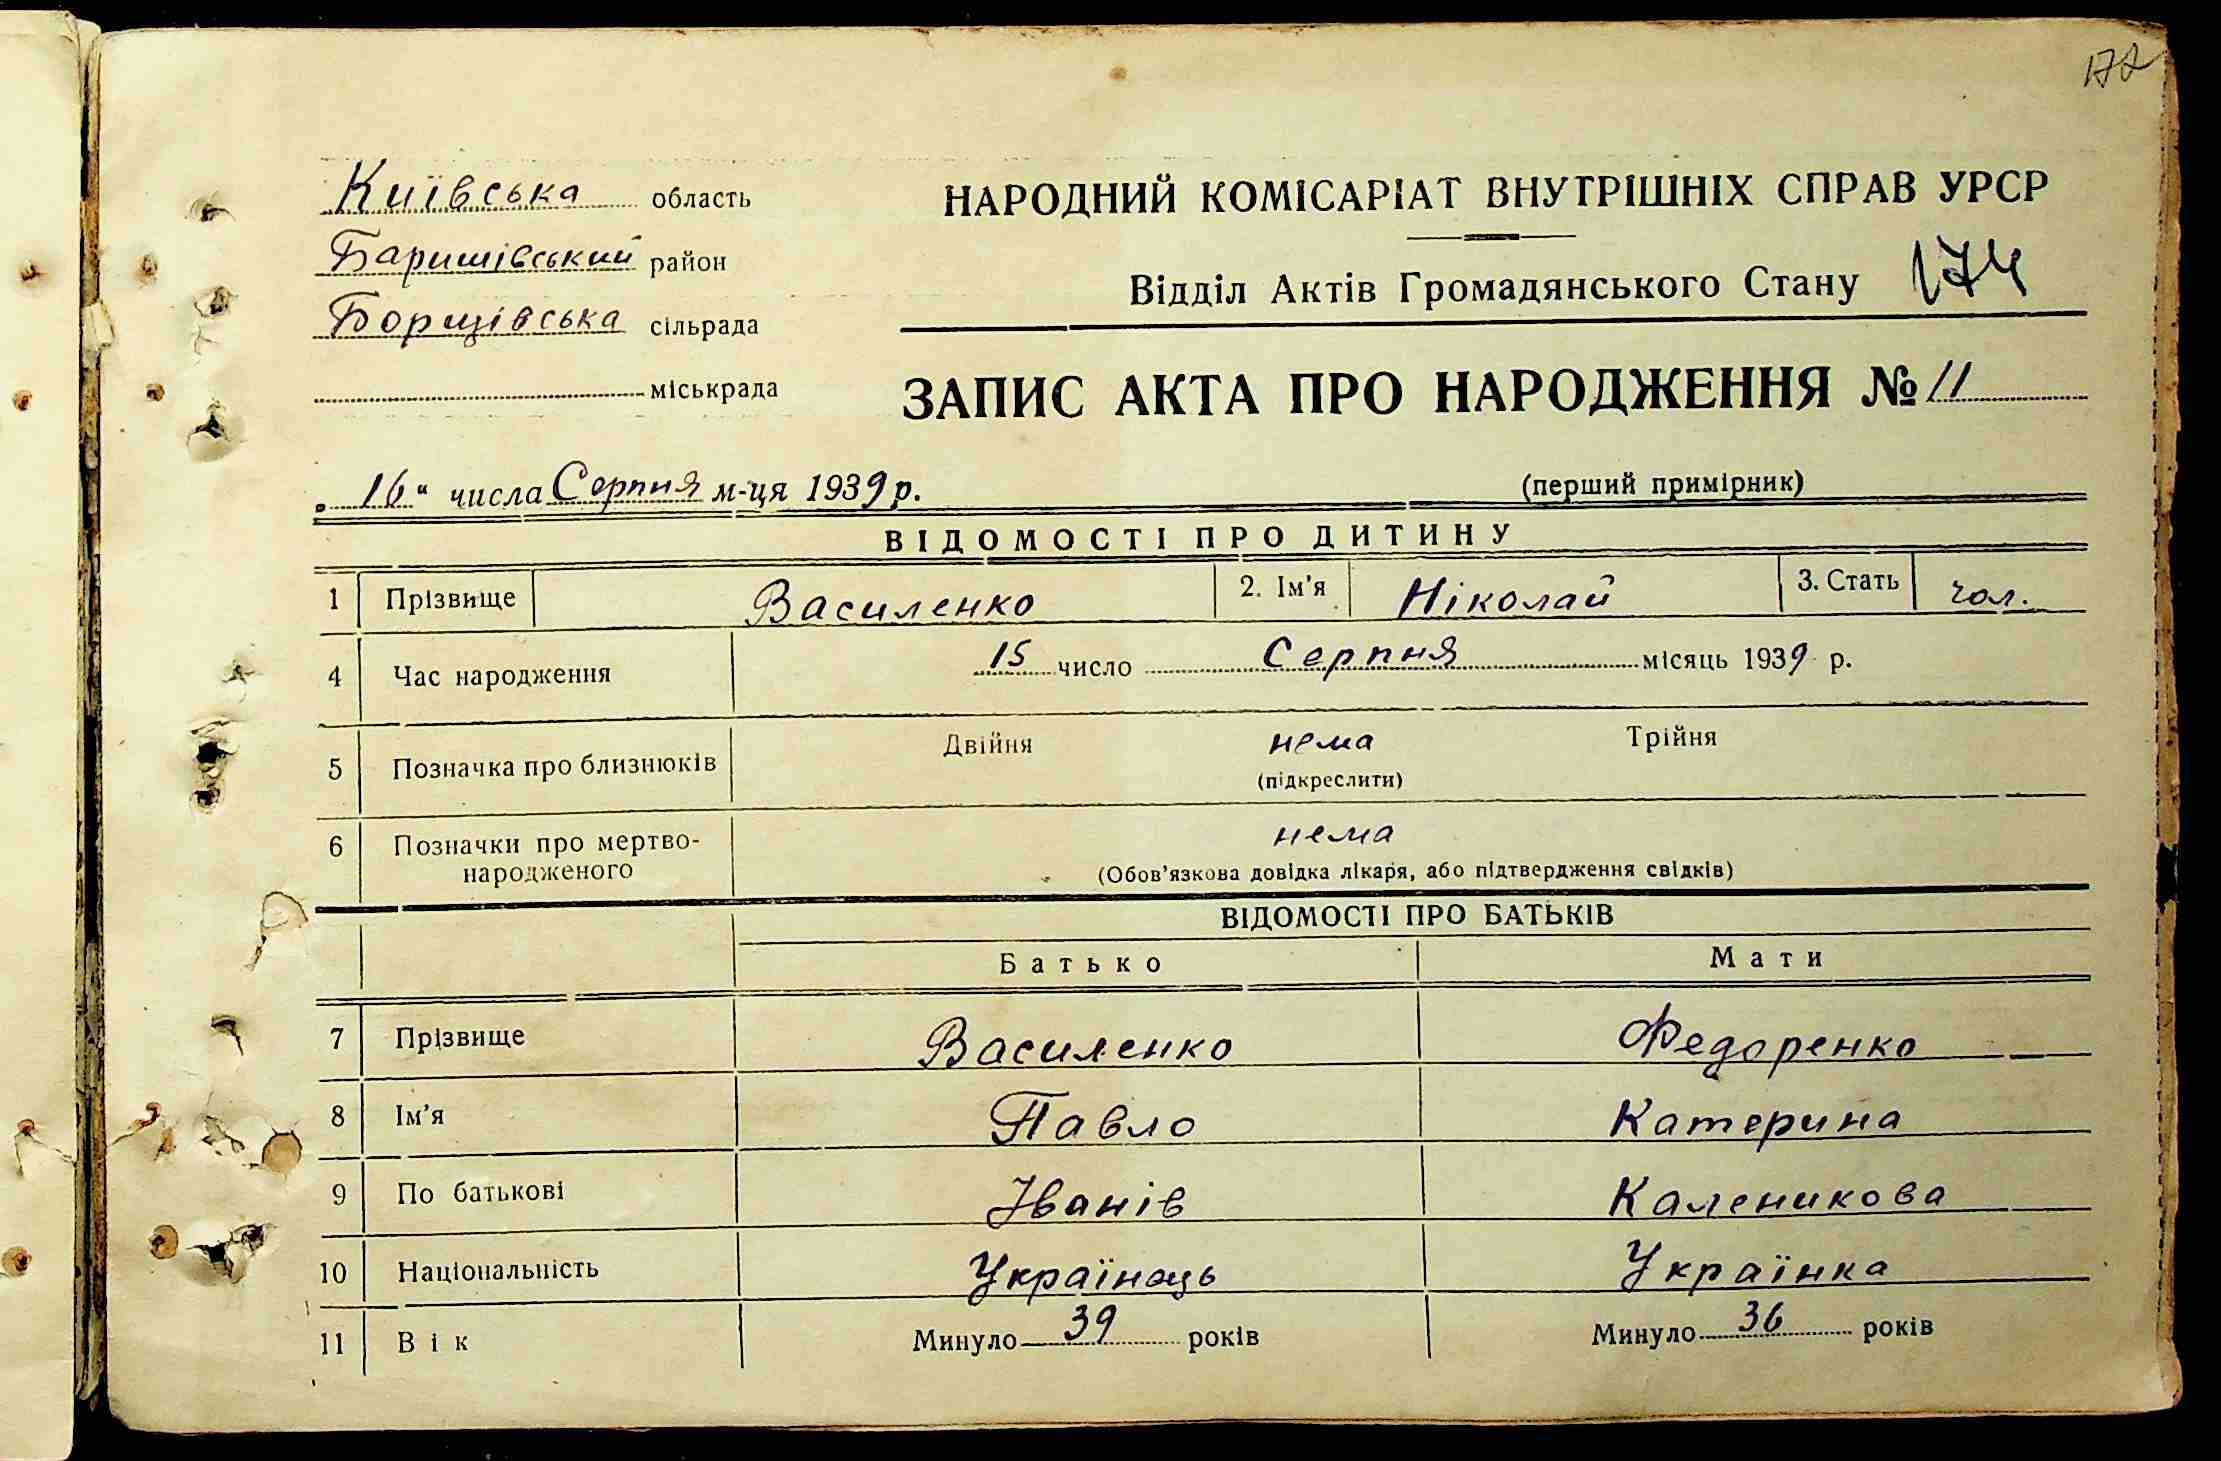 172
Київська область
Баришівський район
Борщівська сільрада
міськрада
НАРОДНИЙ КОМІСАРІАТ ВНУТРІШНІХ СПРАВ УРСР
Відділ Актів Громадянського Стану 174
ЗАПИС АКТА ПРО НАРОДЖЕННЯ № 11
„16“ числа Серпня м-ця 1939 р.
(перший примірник)
ВІДОМОСТІ ПРО ДИТИНУ
1 Прізвище Василенко 2. Ім'я Ніколай 3. Стать чол.
4 Час народження 15 число Серпня місяць 1939 р.
5 Позначка про близнюків Двійня нема Трійня
(підкреслити)
6 Позначки про мертво-
народженого
нема
(Обов'язкова довідка лікаря, або підтвердження свідків)
ВІДОМОСТІ ПРО БАТЬКІВ
Батько Мати
7 Прізвище Василенко Федоренко
8 Ім'я Павло Катерина
9 По батькові Іванів Каленикова
10 Національність Українець Українка
11 Вік Минуло 39 років Минуло 36 років